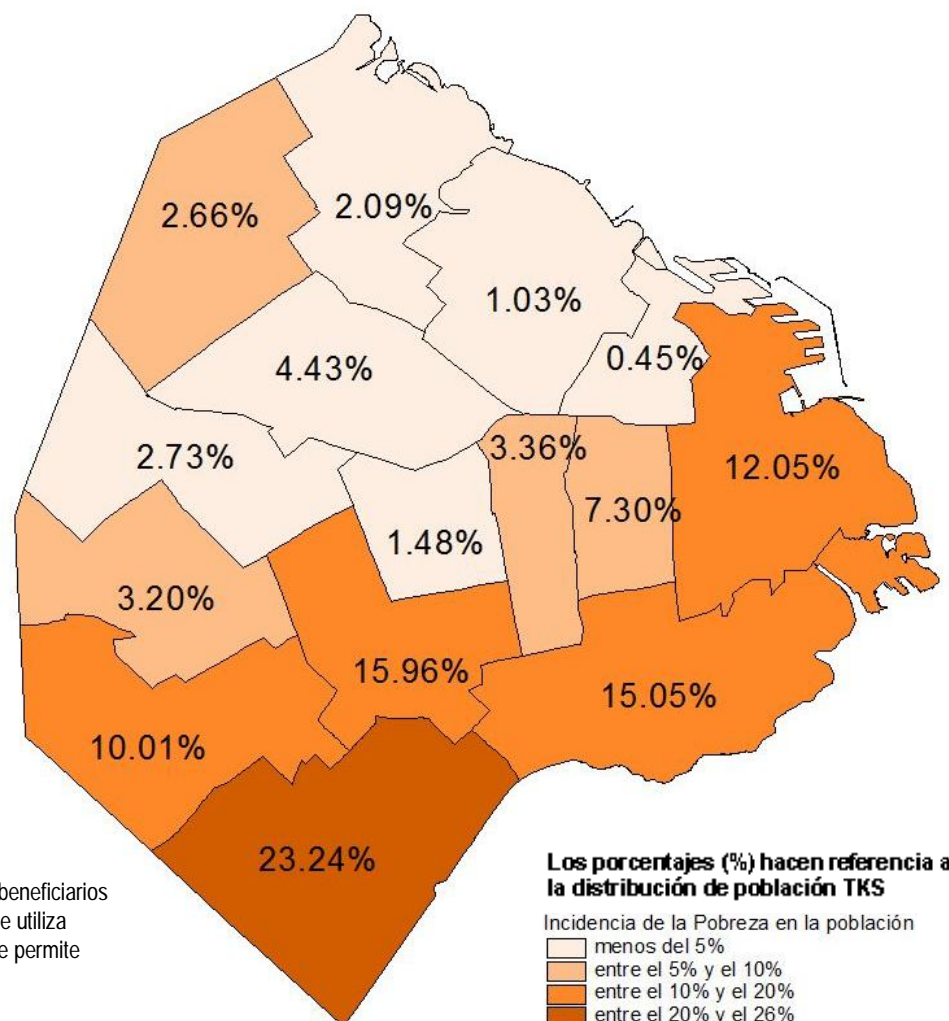 2.66%
2.09%
1.03%
0.45%
4.43%
2.73%
3.36%
12.05%
7.30%
1.48%
3.20%
15.96%
15.05%
10.01%
23.24%
beneficiarios
e utiliza
e permite
Los porcentajes (%) hacen referencia a
la distribución de población TKS
Incidencia de la Pobreza en la población
menos del 5%
entre el 5% y el 10%
entre el 10% y el 20%
entre el 20% y el 26%